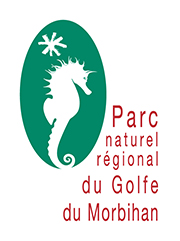 Parc
naturel
régional
du Golfe
du Morbihan